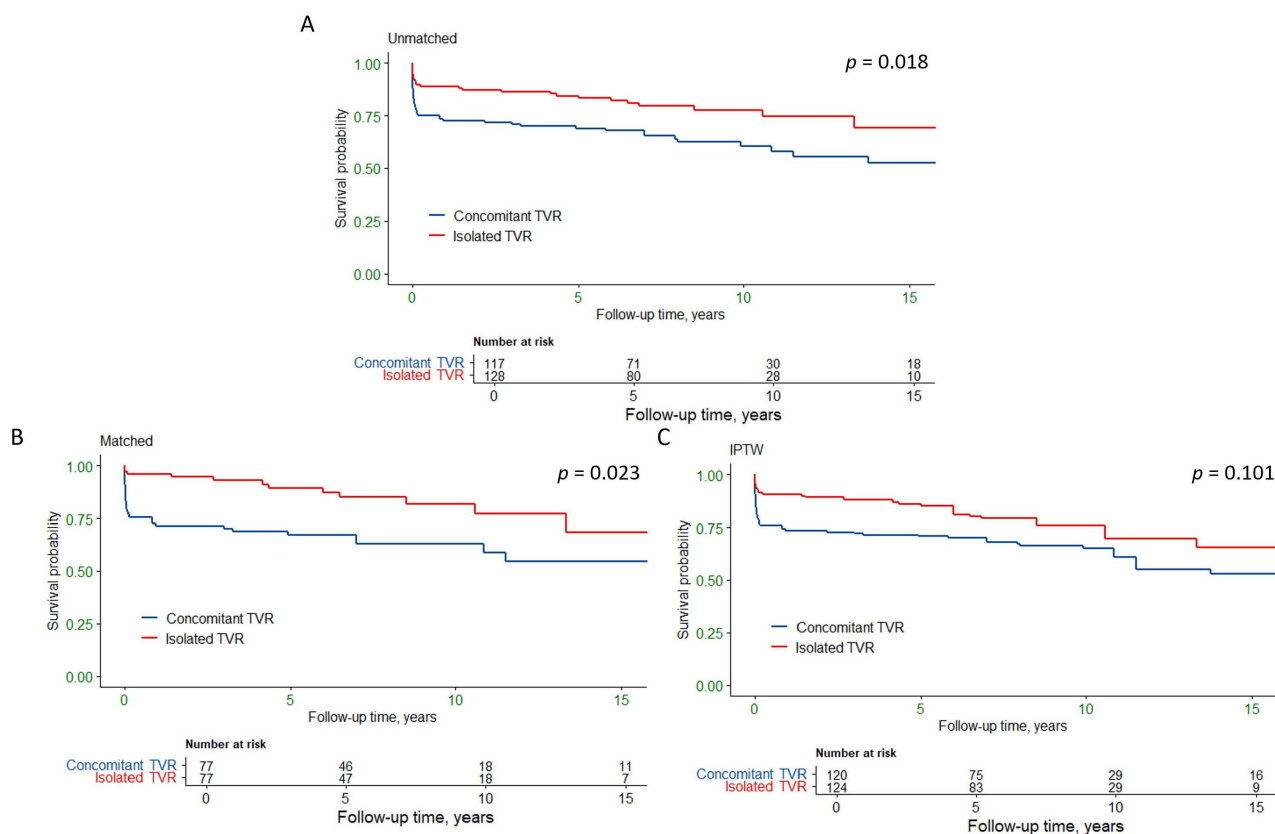 A
Unmatched
p = 0.018
1.00
0.75
0.50
0.25
0.00
Survival probability
Concomitant TVR
Isolated TVR
0 5 10 15
Follow-up time, years
Number at risk
Concomitant TVR 117 71 30 18
Isolated TVR 128 80 28 10
0 5 10 15
Follow-up time, years
B
Matched
p = 0.023
1.00
0.75
0.50
0.25
0.00
Survival probability
Concomitant TVR
Isolated TVR
0 5 10 15
Follow-up time, years
Number at risk
Concomitant TVR 77 46 18 11
Isolated TVR 77 47 18 7
0 5 10 15
Follow-up time, years
C
IPTW
p = 0.101
1.00
0.75
0.50
0.25
0.00
Survival probability
Concomitant TVR
Isolated TVR
0 5 10 15
Follow-up time, years
Number at risk
Concomitant TVR 120 75 29 16
Isolated TVR 124 83 29 9
0 5 10 15
Follow-up time, years